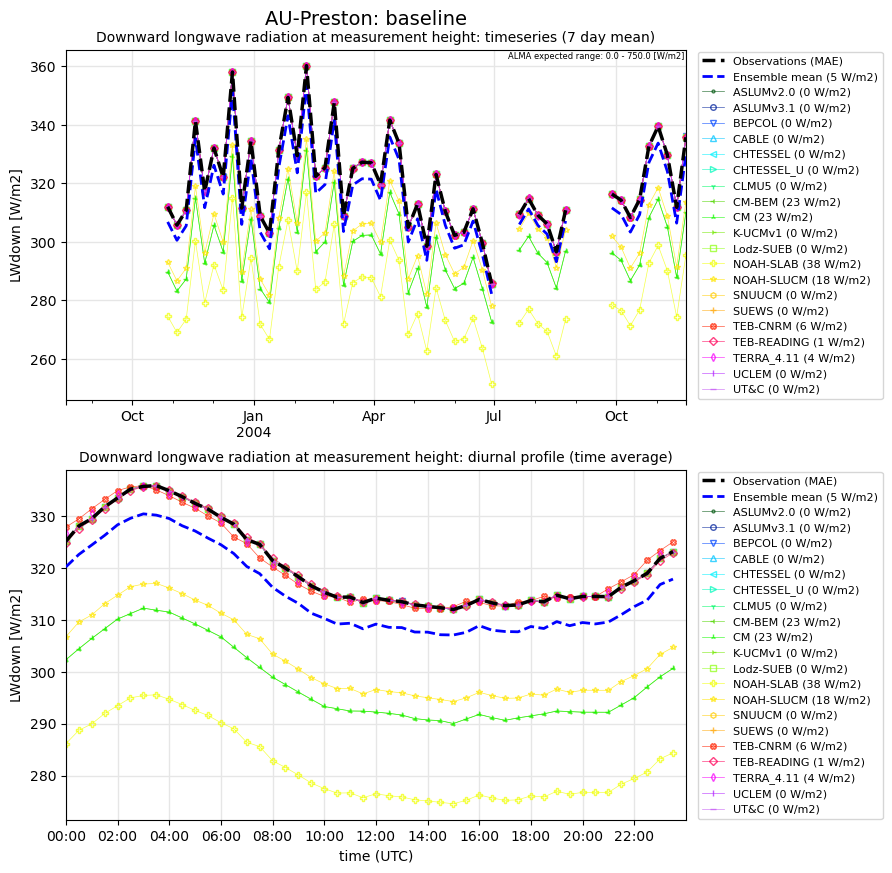 AU-Preston: baseline
Downward longwave radiation at measurement height: timeseries (7 day mean)
ALMA expected range: 0.0 - 750.0 [W/m2]
LWdown [W/m2]
360
340
320
300
280
260
Oct
Jan
2004
Apr
Jul
Oct
Observations (MAE)
Ensemble mean (5 W/m2)
ASLUMv2.0 (0 W/m2)
ASLUMv3.1 (0 W/m2)
BEPCOL (0 W/m2)
CABLE (0 W/m2)
CHTESSEL (0 W/m2)
CHTESSEL_U (0 W/m2)
CLMU5 (0 W/m2)
CM-BEM (23 W/m2)
CM (23 W/m2)
K-UCMv1 (0 W/m2)
Lodz-SUEB (0 W/m2)
NOAH-SLAB (38 W/m2)
NOAH-SLUCM (18 W/m2)
SNUUCM (0 W/m2)
SUEWS (0 W/m2)
TEB-CNRM (6 W/m2)
TEB-READING (1 W/m2)
TERRA_4.11 (4 W/m2)
UCLEM (0 W/m2)
UT&C (0 W/m2)
Downward longwave radiation at measurement height: diurnal profile (time average)
LWdown [W/m2]
330
320
310
300
290
280
00:00
02:00
04:00
06:00
08:00
10:00
12:00
14:00
16:00
18:00
20:00
22:00
time (UTC)
Observation (MAE)
Ensemble mean (5 W/m2)
ASLUMv2.0 (0 W/m2)
ASLUMv3.1 (0 W/m2)
BEPCOL (0 W/m2)
CABLE (0 W/m2)
CHTESSEL (0 W/m2)
CHTESSEL_U (0 W/m2)
CLMU5 (0 W/m2)
CM-BEM (23 W/m2)
CM (23 W/m2)
K-UCMv1 (0 W/m2)
Lodz-SUEB (0 W/m2)
NOAH-SLAB (38 W/m2)
NOAH-SLUCM (18 W/m2)
SNUUCM (0 W/m2)
SUEWS (0 W/m2)
TEB-CNRM (6 W/m2)
TEB-READING (1 W/m2)
TERRA_4.11 (4 W/m2)
UCLEM (0 W/m2)
UT&C (0 W/m2)